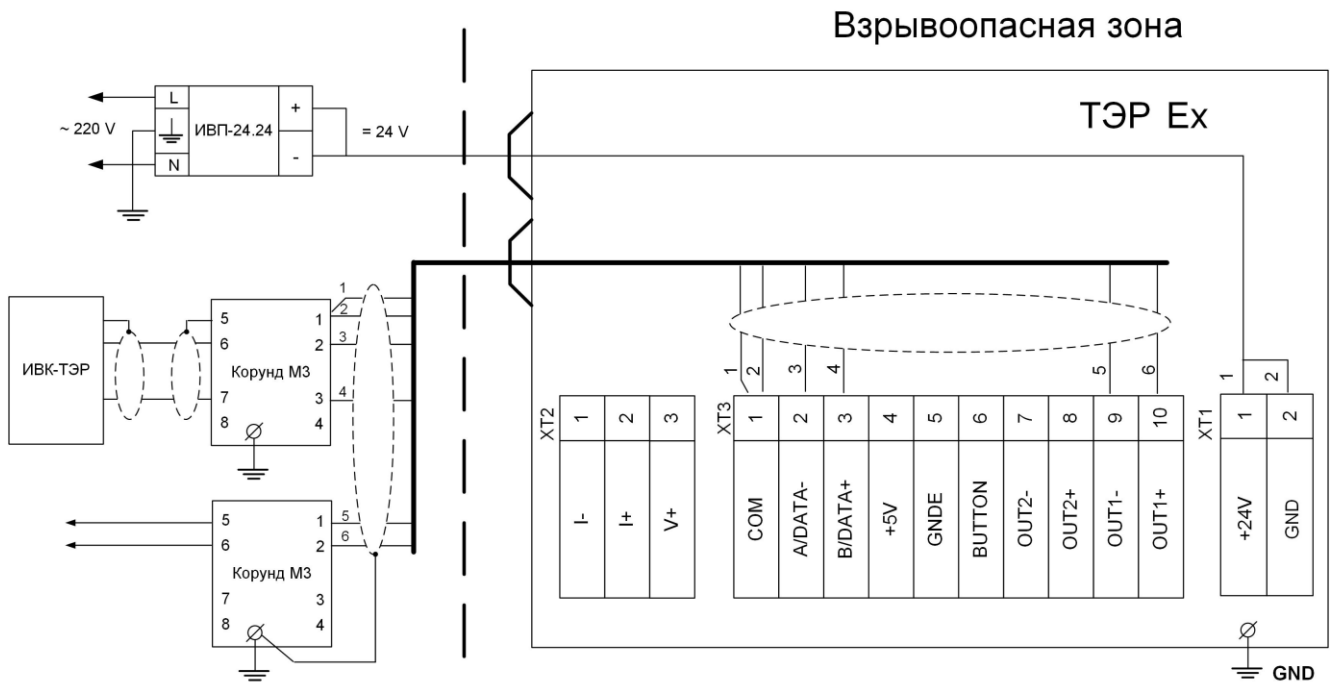 Взрывоопасная зона
ТЭР Ex
L
ИВП-24.24
+
~ 220 V
= 24 V
N
-
ИВК-ТЭР
5
6
7
8
Корунд М3
1
2
3
4
1
2
3
4
5
6
7
8
Корунд М3
1
2
3
4
5
6
XT2
1
2
3
I-
I+
V+
1
2
3
4
5
6
XT3
1
2
3
4
5
6
7
8
9
10
COM
A/DATA-
B/DATA+
+5V
GNDE
BUTTON
OUT2-
OUT2+
OUT1-
OUT1+
1
2
XT1
1
2
+24V
GND
GND